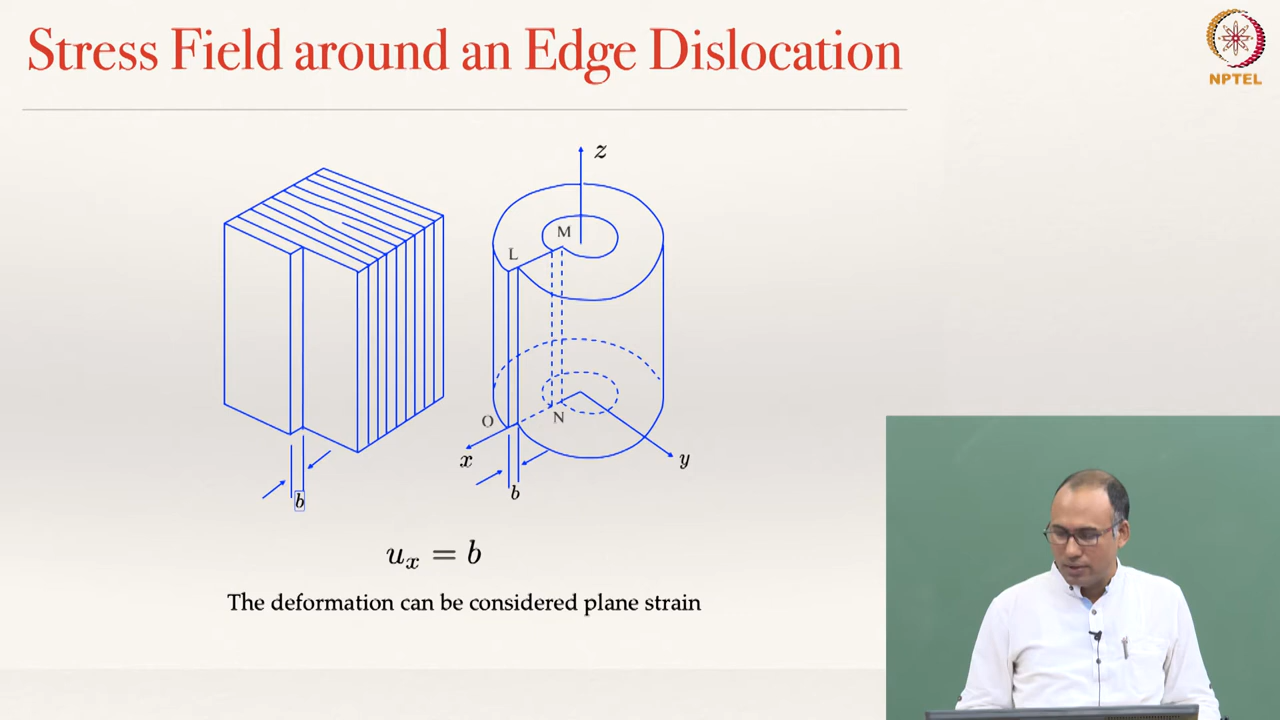 Stress Field around an Edge Dislocation
NPTEL
z
M
L
O
N
x
y
b
b
u_x = b
The deformation can be considered plane strain